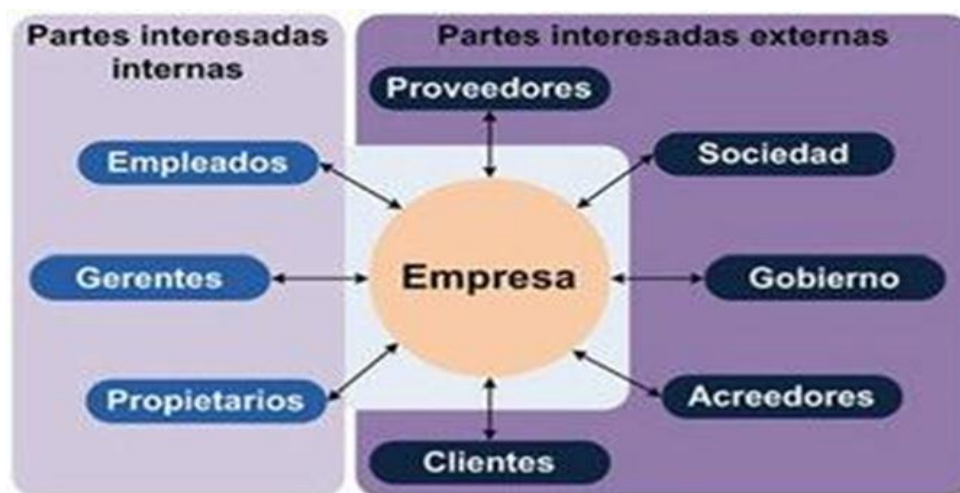 Partes interesadas
internas
Partes interesadas externas
Proveedores
Empleados
Sociedad
Gerentes
Empresa
Gobierno
Propietarios
Acreedores
Clientes